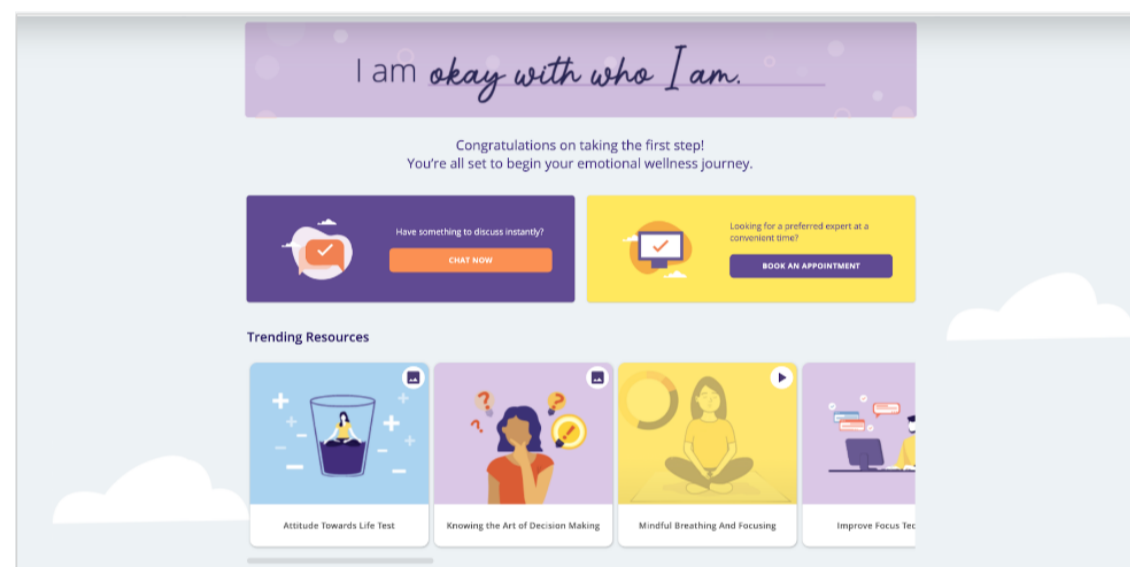 I am okay with who I am.
Congratulations on taking the first step!
You're all set to begin your emotional wellness journey.
Have something to discuss instantly?
CHAT NOW
Looking for a preferred expert at a
convenient time?
BOOK AN APPOINTMENT
Trending Resources
Attitude Towards Life Test
Knowing the Art of Decision Making
Mindful Breathing And Focusing
Improve Focus Tec